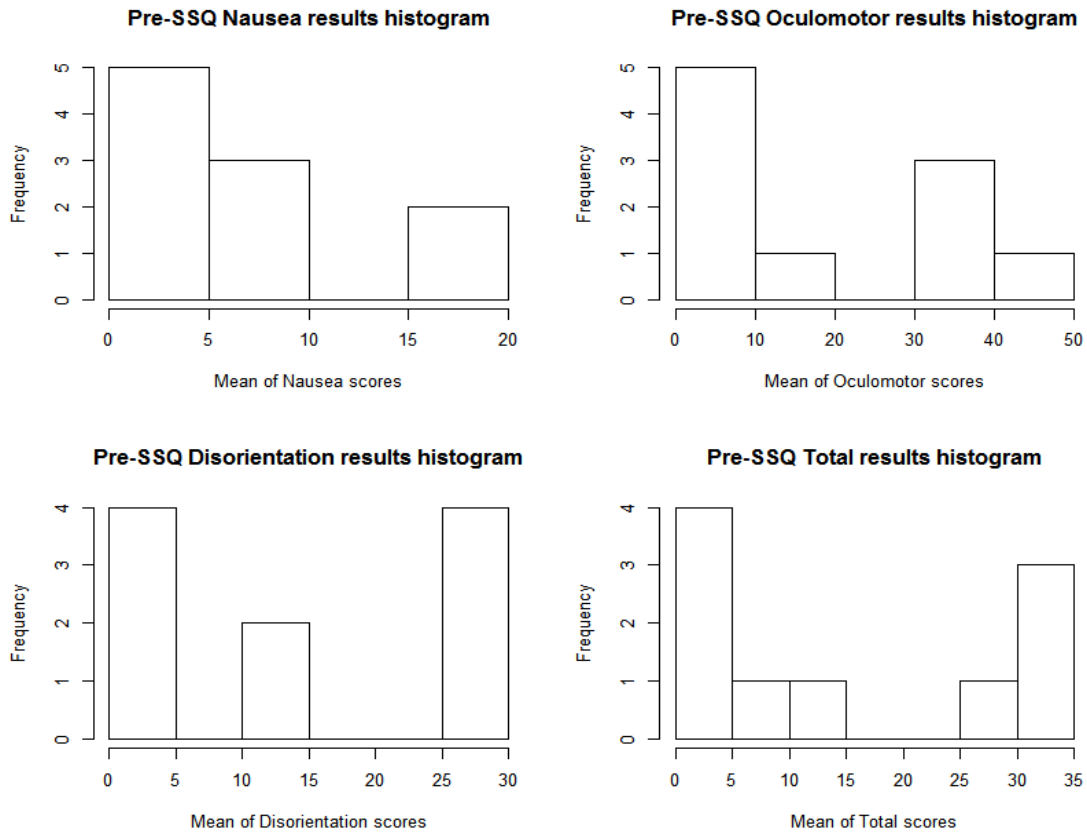 Pre-SSQ Nausea results histogram
Frequency
5
4
3
2
1
0
0 5 10 15 20
Mean of Nausea scores
Pre-SSQ Oculomotor results histogram
Frequency
5
4
3
2
1
0
0 10 20 30 40 50
Mean of Oculomotor scores
Pre-SSQ Disorientation results histogram
Frequency
4
3
2
1
0
0 5 10 15 20 25 30
Mean of Disorientation scores
Pre-SSQ Total results histogram
Frequency
4
3
2
1
0
0 5 10 15 20 25 30 35
Mean of Total scores